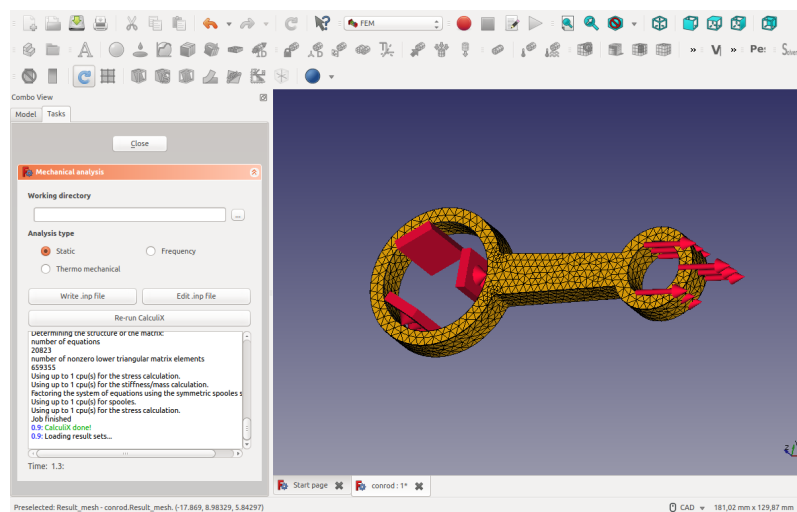 FEM
» V » Pe:
Combo View
Model Tasks
Close
Mechanical analysis
Working directory
...
Analysis type
Static Frequency
Thermo mechanical
Write .inp file Edit .inp file
Re-run CalculiX
Determining the structure of the matrix:
number of equations
20823
number of nonzero lower triangular matrix elements
659355
Using up to 1 cpu(s) for the stress calculation.
Using up to 1 cpu(s) for the stiffness/mass calculation.
Factoring the system of equations using the symmetric spooles s
Using up to 1 cpu(s) for spooles.
Using up to 1 cpu(s) for the stress calculation.
Job finished
0.9: CalculiX done!
0.9: Loading result sets...
Time: 1.3:
Z
Start page conrod : 1*
Preselected: Result_mesh - conrod.Result_mesh. (-17.869, 8.98329, 5.84297) CAD 181,02 mm x 129,87 mm